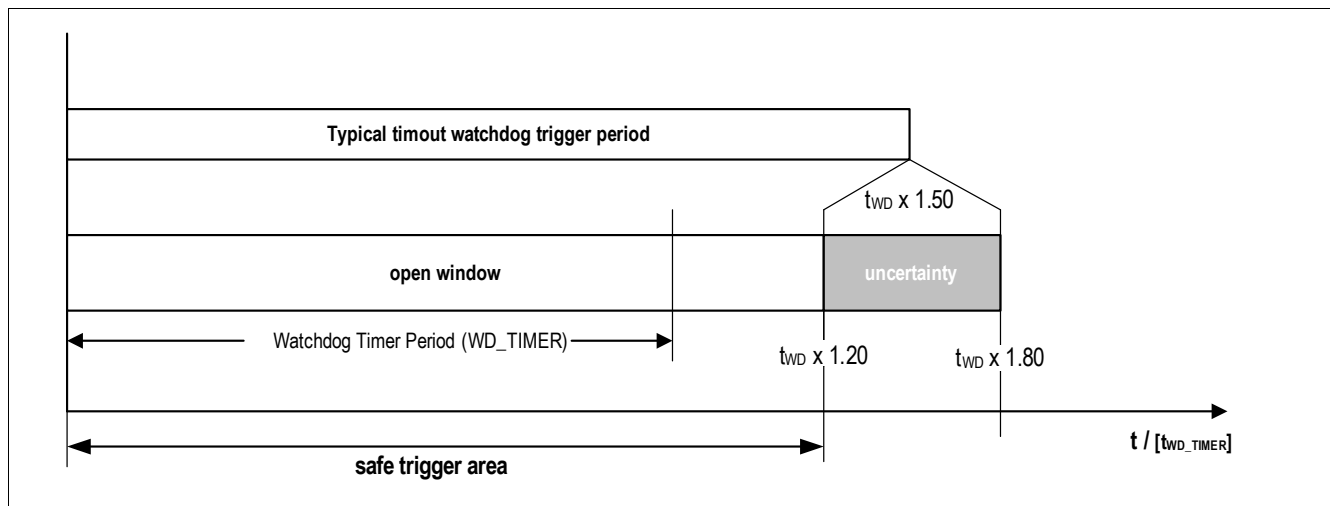 Typical timout watchdog trigger period
tWD x 1.50
open window
uncertainty
Watchdog Timer Period (WD_TIMER)
tWD x 1.20
tWD x 1.80
t / [tWD_TIMER]
safe trigger area